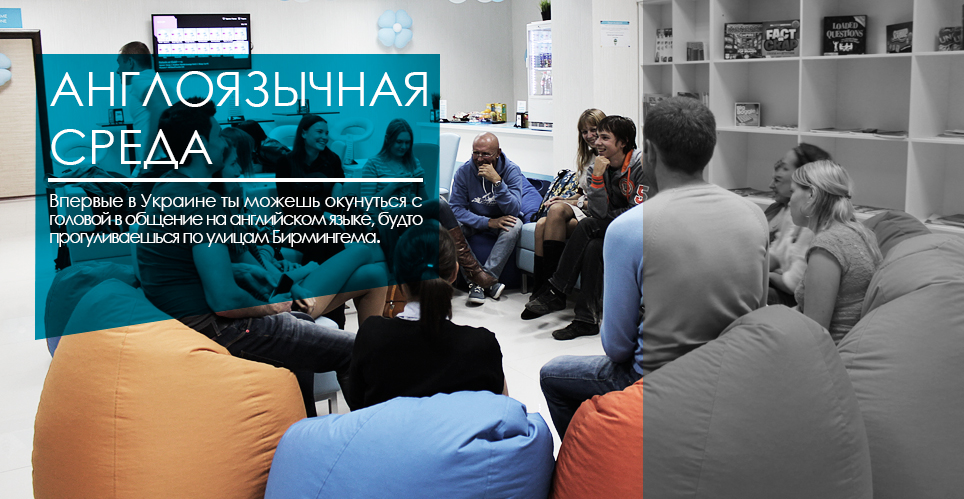 АНГЛОЯЗЫЧНАЯ
СРЕДА
Впервые в Украине ты можешь окунуться с
головой в общение на английском языке, будто
прогуливаешься по улицам Бирмингема.
FACT
CRAP
LOADED
QUESTIONS